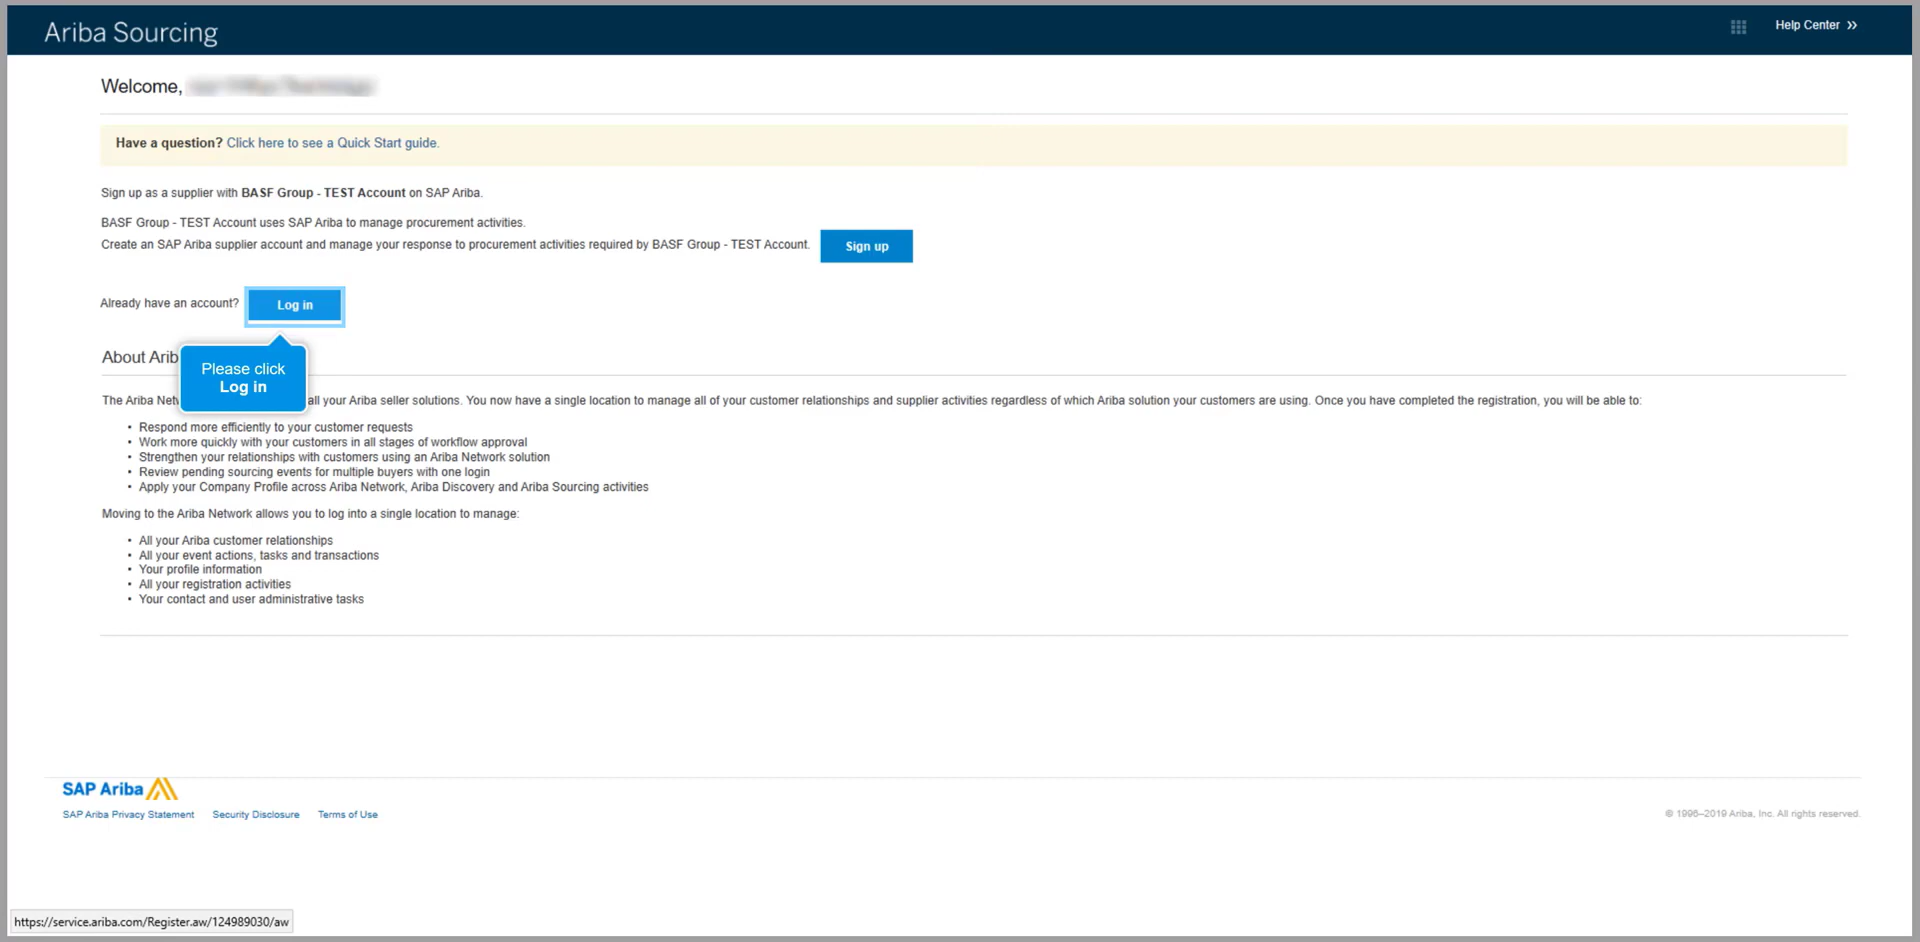 Ariba Sourcing
Help Center »
Welcome,
Have a question? Click here to see a Quick Start guide.
Sign up as a supplier with BASF Group - TEST Account on SAP Ariba.
BASF Group - TEST Account uses SAP Ariba to manage procurement activities.
Create an SAP Ariba supplier account and manage your response to procurement activities required by BASF Group - TEST Account.
Sign up
Already have an account?
Log in
Please click
Log in
About Arib
The Ariba Net all your Ariba seller solutions. You now have a single location to manage all of your customer relationships and supplier activities regardless of which Ariba solution your customers are using. Once you have completed the registration, you will be able to:
• Respond more efficiently to your customer requests
• Work more quickly with your customers in all stages of workflow approval
• Strengthen your relationships with customers using an Ariba Network solution
• Review pending sourcing events for multiple buyers with one login
• Apply your Company Profile across Ariba Network, Ariba Discovery and Ariba Sourcing activities
Moving to the Ariba Network allows you to log into a single location to manage:
• All your Ariba customer relationships
• All your event actions, tasks and transactions
• Your profile information
• All your registration activities
• Your contact and user administrative tasks
SAP Ariba
SAP Ariba Privacy Statement Security Disclosure Terms of Use
© 1996–2019 Ariba, Inc. All rights reserved.
https://service.ariba.com/Register.aw/124989030/aw